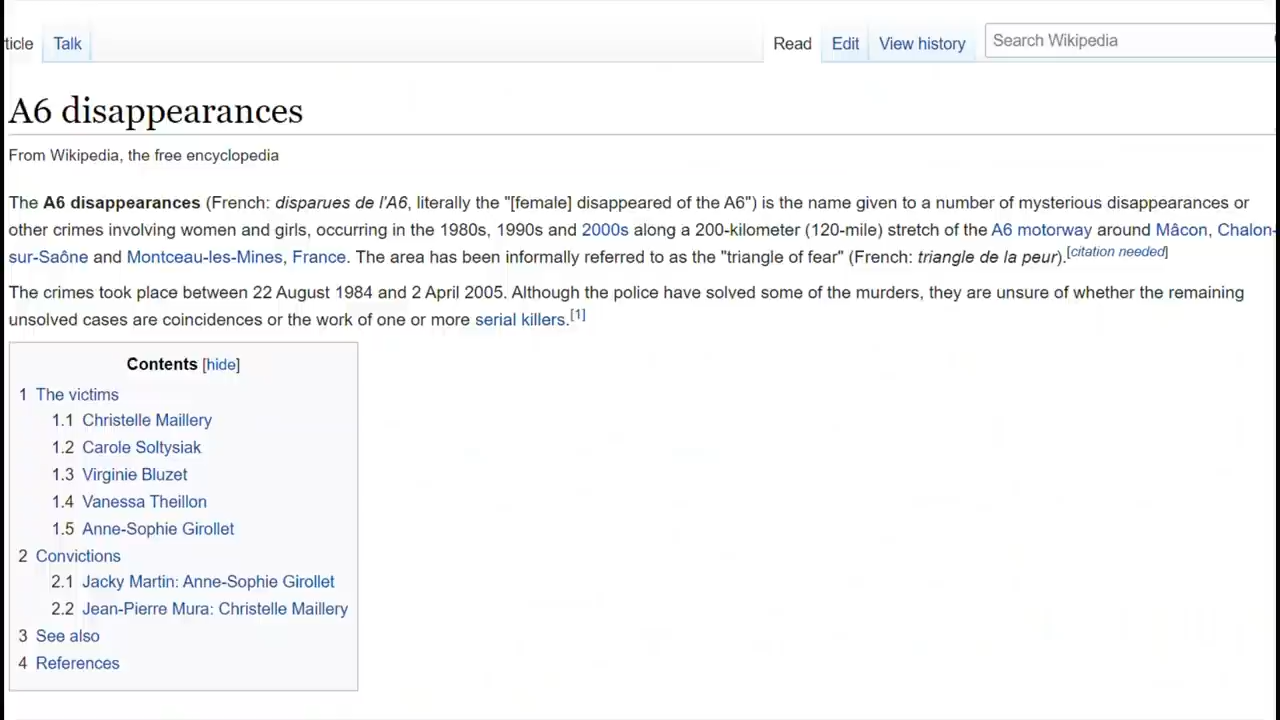 ticle Talk Read Edit View history Search Wikipedia
A6 disappearances
From Wikipedia, the free encyclopedia
The A6 disappearances (French: disparues de l'A6, literally the "[female] disappeared of the A6") is the name given to a number of mysterious disappearances or
other crimes involving women and girls, occurring in the 1980s, 1990s and 2000s along a 200-kilometer (120-mile) stretch of the A6 motorway around Mâcon, Chalon-
sur-Saône and Montceau-les-Mines, France. The area has been informally referred to as the "triangle of fear" (French: triangle de la peur).[citation needed]
The crimes took place between 22 August 1984 and 2 April 2005. Although the police have solved some of the murders, they are unsure of whether the remaining
unsolved cases are coincidences or the work of one or more serial killers.[1]
Contents [hide]
1 The victims
1.1 Christelle Maillery
1.2 Carole Soltysiak
1.3 Virginie Bluzet
1.4 Vanessa Theillon
1.5 Anne-Sophie Girollet
2 Convictions
2.1 Jacky Martin: Anne-Sophie Girollet
2.2 Jean-Pierre Mura: Christelle Maillery
3 See also
4 References